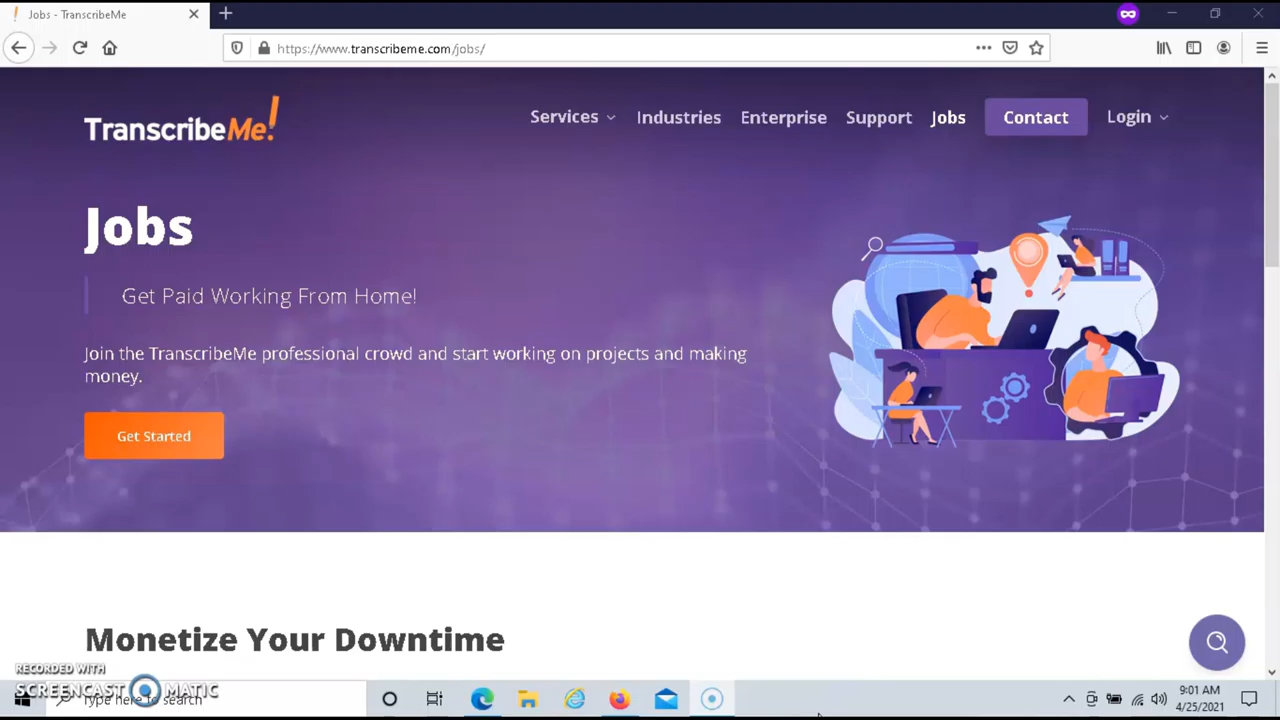 Jobs - TranscribeMe
https://www.transcribeme.com/jobs/
TranscribeMe!
Services
Industries
Enterprise
Support
Jobs
Contact
Login
Jobs
Get Paid Working From Home!
Join the TranscribeMe professional crowd and start working on projects and making
money.
Get Started
Monetize Your Downtime
RECORDED WITH
SCREENCAST MATIC
Type here to search
9:01 AM
4/25/2021